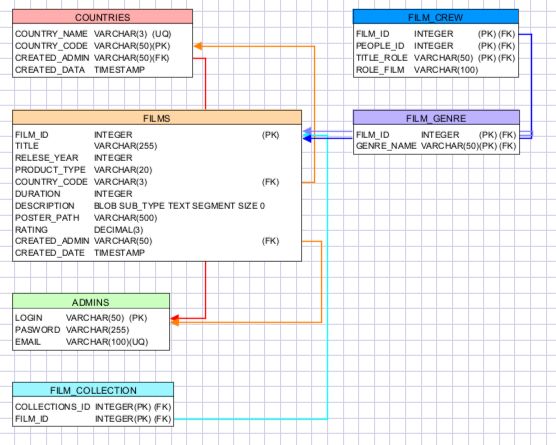 COUNTRIES
COUNTRY_NAME VARCHAR(3) (UQ)
COUNTRY_CODE VARCHAR(50)(PK)
CREATED_ADMIN VARCHAR(50)(FK)
CREATED_DATA TIMESTAMP
FILM_CREW
FILM_ID INTEGER (PK) (FK)
PEOPLE_ID INTEGER (PK) (FK)
TITLE_ROLE VARCHAR(50) (PK)(FK)
ROLE_FILM VARCHAR(100)
FILMS
FILM_ID INTEGER (PK)
TITLE VARCHAR(255)
RELESE_YEAR INTEGER
PRODUCT_TYPE VARCHAR(20)
COUNTRY_CODE VARCHAR(3) (FK)
DURATION INTEGER
DESCRIPTION BLOB SUB_TYPE TEXT SEGMENT SIZE 0
POSTER_PATH VARCHAR(500)
RATING DECIMAL(3)
CREATED_ADMIN VARCHAR(50) (FK)
CREATED_DATE TIMESTAMP
FILM_GENRE
FILM_ID INTEGER (PK) (FK)
GENRE_NAME VARCHAR(50)(PK) (FK)
ADMINS
LOGIN VARCHAR(50) (PK)
PASWORD VARCHAR(255)
EMAIL VARCHAR(100)(UQ)
FILM_COLLECTION
COLLECTIONS_ID INTEGER(PK) (FK)
FILM_ID INTEGER(PK) (FK)